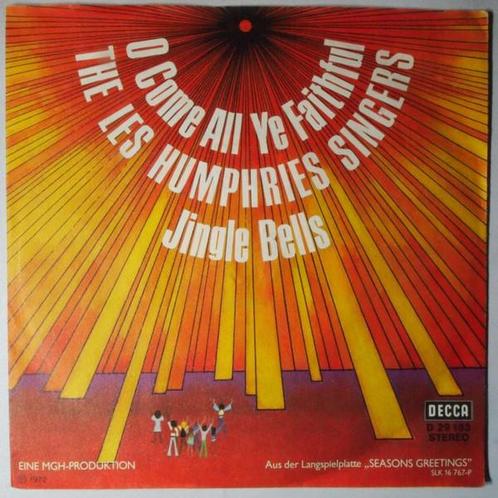 O Come All Ye Faithful
THE LES HUMPHRIES SINGERS
Jingle Bells
DECCA
D 29 183
STEREO
EINE MGH-PRODUKTION
Ⓟ 1972
Aus der Langspielplatte „SEASONS GREETINGS"
SLK 16 767-P